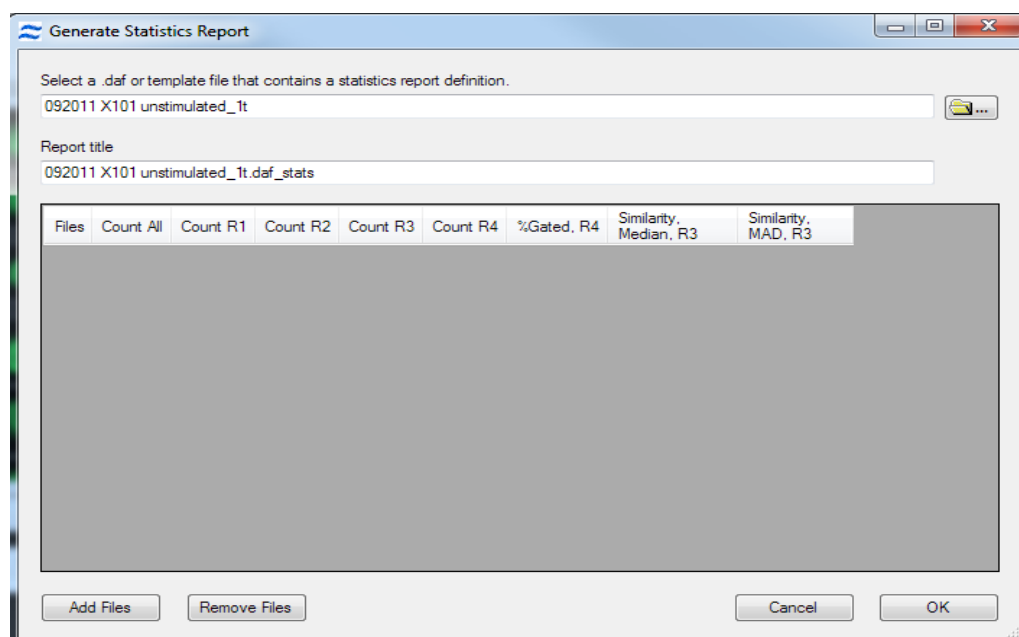 Generate Statistics Report
Select a .daf or template file that contains a statistics report definition.
092011 X101 unstimulated_1t
...
Report title
092011 X101 unstimulated_1t.daf_stats
Files Count All Count R1 Count R2 Count R3 Count R4 %Gated, R4 Similarity, Median, R3 Similarity, MAD, R3
Add Files Remove Files Cancel OK